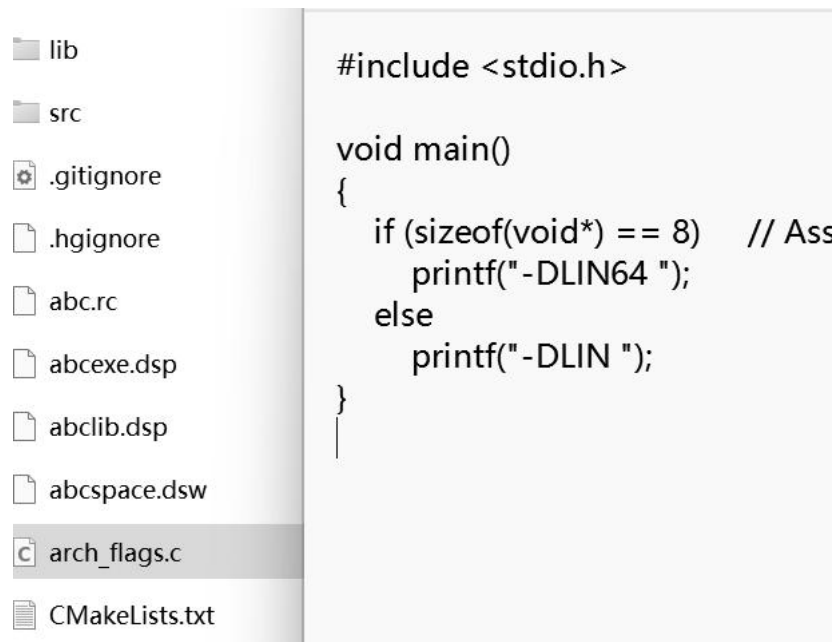 lib
src
.gitignore
.hgignore
abc.rc
abcexe.dsp
abclib.dsp
abcspace.dsw
arch_flags.c
CMakeLists.txt
#include <stdio.h>
void main()
{
if (sizeof(void*) == 8) // Ass
printf("-DLIN64 ");
else
printf("-DLIN ");
}